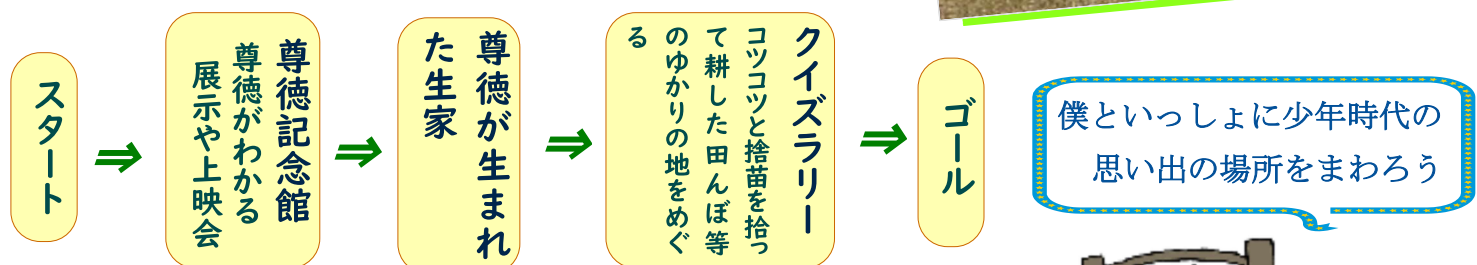 スタート
尊徳記念館
尊徳がわかる
展示や上映会
尊徳が生まれ
た生家
クイズラリー
コツコツと捨苗を拾っ
て耕した田んぼ等
のゆかりの地をめぐ
る
ゴール
僕といっしょに少年時代の
思い出の場所をまわろう